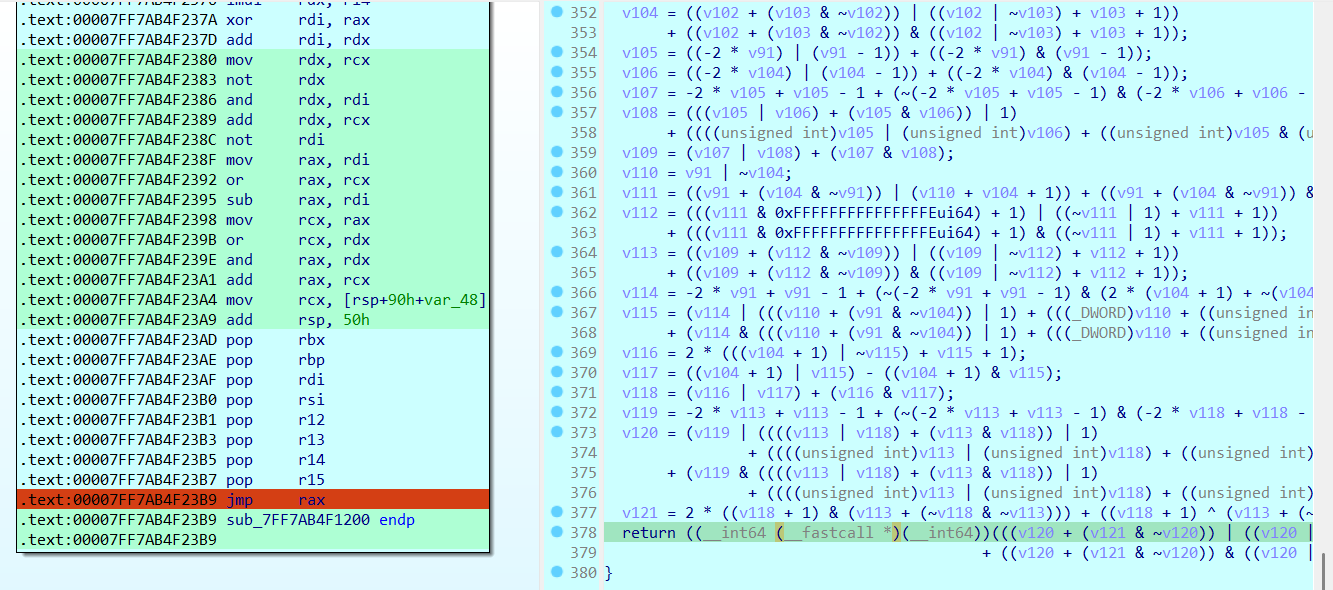 .text:00007FF7AB4F237A xor rdi, rax
.text:00007FF7AB4F237D add rdi, rdx
.text:00007FF7AB4F2380 mov rdx, rcx
.text:00007FF7AB4F2383 not rdx
.text:00007FF7AB4F2386 and rdx, rdi
.text:00007FF7AB4F2389 add rdx, rcx
.text:00007FF7AB4F238C not rdi
.text:00007FF7AB4F238F mov rax, rdi
.text:00007FF7AB4F2392 or rax, rcx
.text:00007FF7AB4F2395 sub rax, rdi
.text:00007FF7AB4F2398 mov rcx, rax
.text:00007FF7AB4F239B or rcx, rdx
.text:00007FF7AB4F239E and rax, rdx
.text:00007FF7AB4F23A1 add rax, rcx
.text:00007FF7AB4F23A4 mov rcx, [rsp+90h+var_48]
.text:00007FF7AB4F23A9 add rsp, 50h
.text:00007FF7AB4F23AD pop rbx
.text:00007FF7AB4F23AE pop rbp
.text:00007FF7AB4F23AF pop rdi
.text:00007FF7AB4F23B0 pop rsi
.text:00007FF7AB4F23B1 pop r12
.text:00007FF7AB4F23B3 pop r13
.text:00007FF7AB4F23B5 pop r14
.text:00007FF7AB4F23B7 pop r15
.text:00007FF7AB4F23B9 jmp rax
.text:00007FF7AB4F23B9 sub_7FF7AB4F1200 endp
.text:00007FF7AB4F23B9
352 v104 = ((v102 + (v103 & ~v102)) | ((v102 | ~v103) + v103 + 1))
353 + ((v102 + (v103 & ~v102)) & ((v102 | ~v103) + v103 + 1));
354 v105 = ((-2 * v91) | (v91 - 1)) + ((-2 * v91) & (v91 - 1));
355 v106 = ((-2 * v104) | (v104 - 1)) + ((-2 * v104) & (v104 - 1));
356 v107 = -2 * v105 + v105 - 1 + (~(-2 * v105 + v105 - 1) & (-2 * v106 + v106 -
357 v108 = (((v105 | v106) + (v105 & v106)) | 1)
358 + ((((unsigned int)v105 | (unsigned int)v106) + ((unsigned int)v105 & (u
359 v109 = (v107 | v108) + (v107 & v108);
360 v110 = v91 | ~v104;
361 v111 = ((v91 + (v104 & ~v91)) | (v110 + v104 + 1)) + ((v91 + (v104 & ~v91)) &
362 v112 = (((v111 & 0xFFFFFFFFFFFFFFFEui64) + 1) | ((~v111 | 1) + v111 + 1))
363 + (((v111 & 0xFFFFFFFFFFFFFFFEui64) + 1) & ((~v111 | 1) + v111 + 1));
364 v113 = ((v109 + (v112 & ~v109)) | ((v109 | ~v112) + v112 + 1))
365 + ((v109 + (v112 & ~v109)) & ((v109 | ~v112) + v112 + 1));
366 v114 = -2 * v91 + v91 - 1 + (~(-2 * v91 + v91 - 1) & (2 * (v104 + 1) + ~(v104
367 v115 = (v114 | (((v110 + (v91 & ~v104)) | 1) + (((_DWORD)v110 + ((unsigned in
368 + (v114 & (((v110 + (v91 & ~v104)) | 1) + (((_DWORD)v110 + ((unsigned in
369 v116 = 2 * (((v104 + 1) | ~v115) + v115 + 1);
370 v117 = ((v104 + 1) | v115) - ((v104 + 1) & v115);
371 v118 = (v116 | v117) + (v116 & v117);
372 v119 = -2 * v113 + v113 - 1 + (~(-2 * v113 + v113 - 1) & (-2 * v118 + v118 -
373 v120 = (v119 | ((((v113 | v118) + (v113 & v118)) | 1)
374 + ((((unsigned int)v113 | (unsigned int)v118) + ((unsigned int)
375 + (v119 & ((((v113 | v118) + (v113 & v118)) | 1)
376 + ((((unsigned int)v113 | (unsigned int)v118) + ((unsigned int)
377 v121 = 2 * ((v118 + 1) & (v113 + (~v118 & ~v113))) + ((v118 + 1) ^ (v113 + (~
378 return ((__int64 (__fastcall *)(__int64))(((v120 + (v121 & ~v120)) | ((v120 |
379 + ((v120 + (v121 & ~v120)) & ((v120 |
380 }